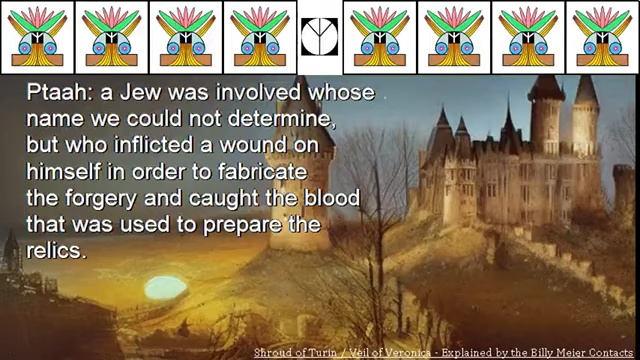 Ptaah: a Jew was involved whose
name we could not determine,
but who inflicted a wound on
himself in order to fabricate
the forgery and caught the blood
that was used to prepare the
relics.
Shroud of Turin / Veil of Veronica - Explained by the Billy Meier Contacts